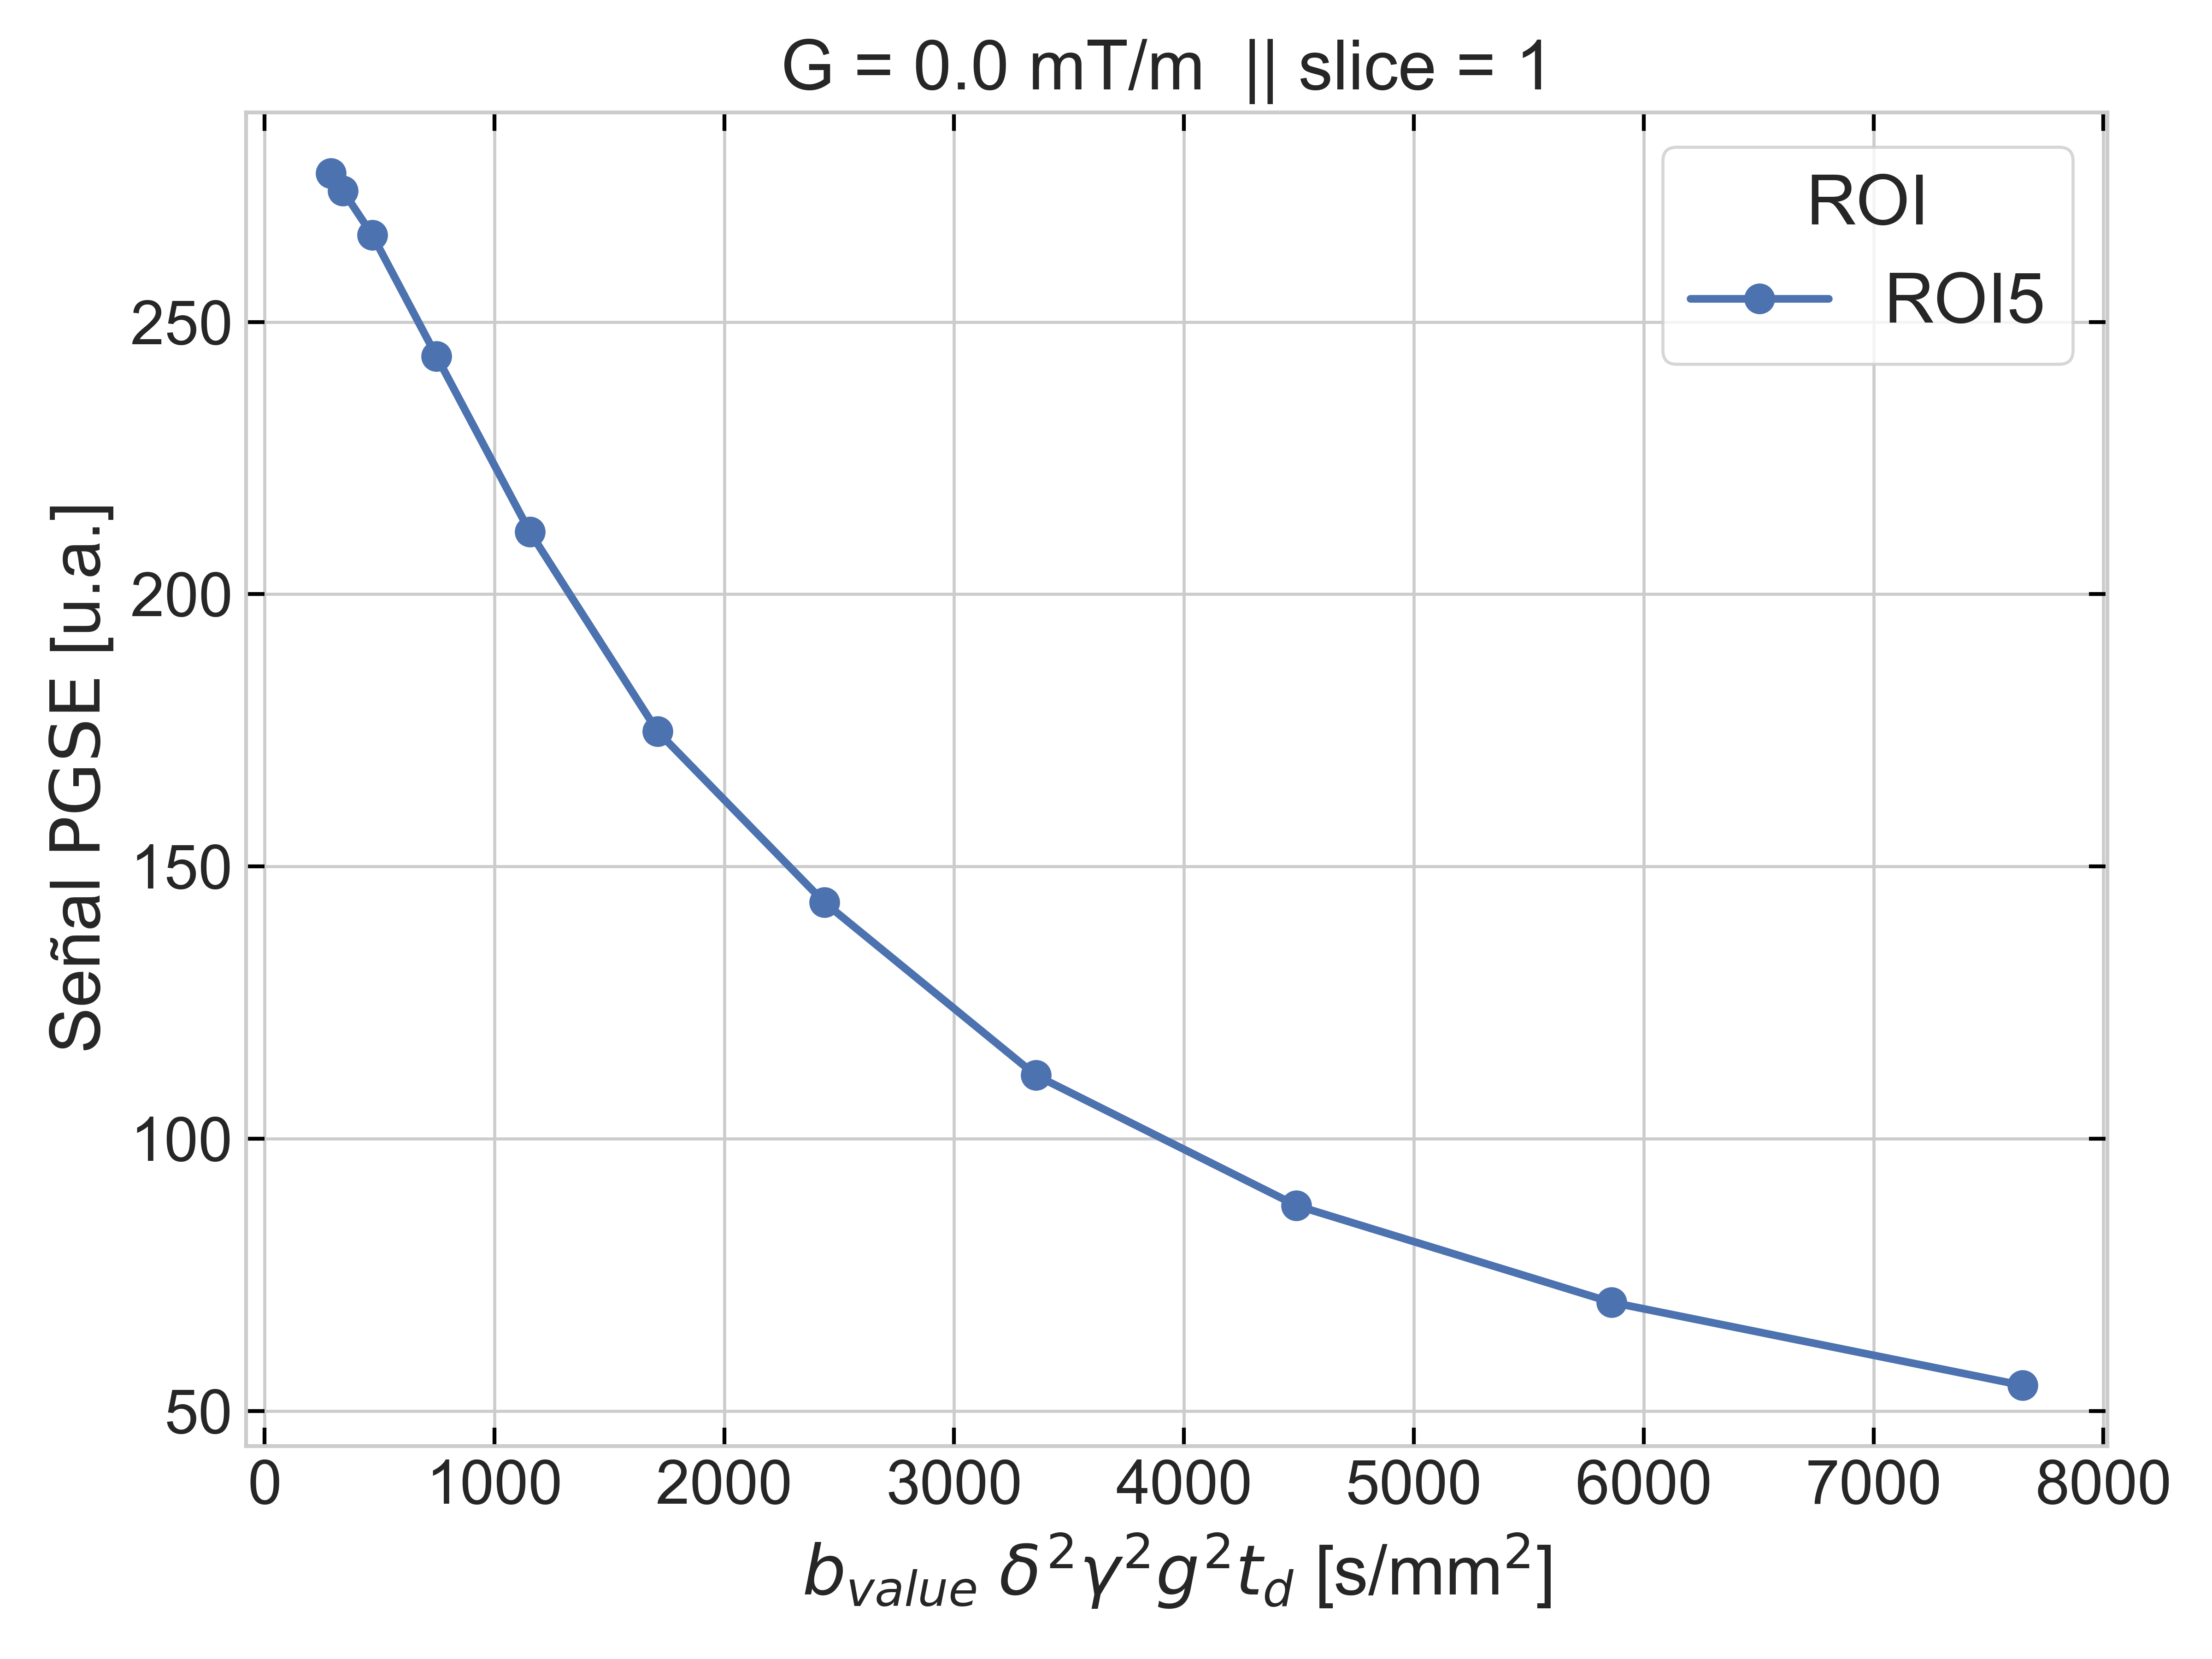 G = 0.0 mT/m || slice = 1
ROI
ROI5
Señal PGSE [u.a.]
250
200
150
100
50
0 1000 2000 3000 4000 5000 6000 7000 8000
b_value δ²γ²g²t_d [s/mm²]